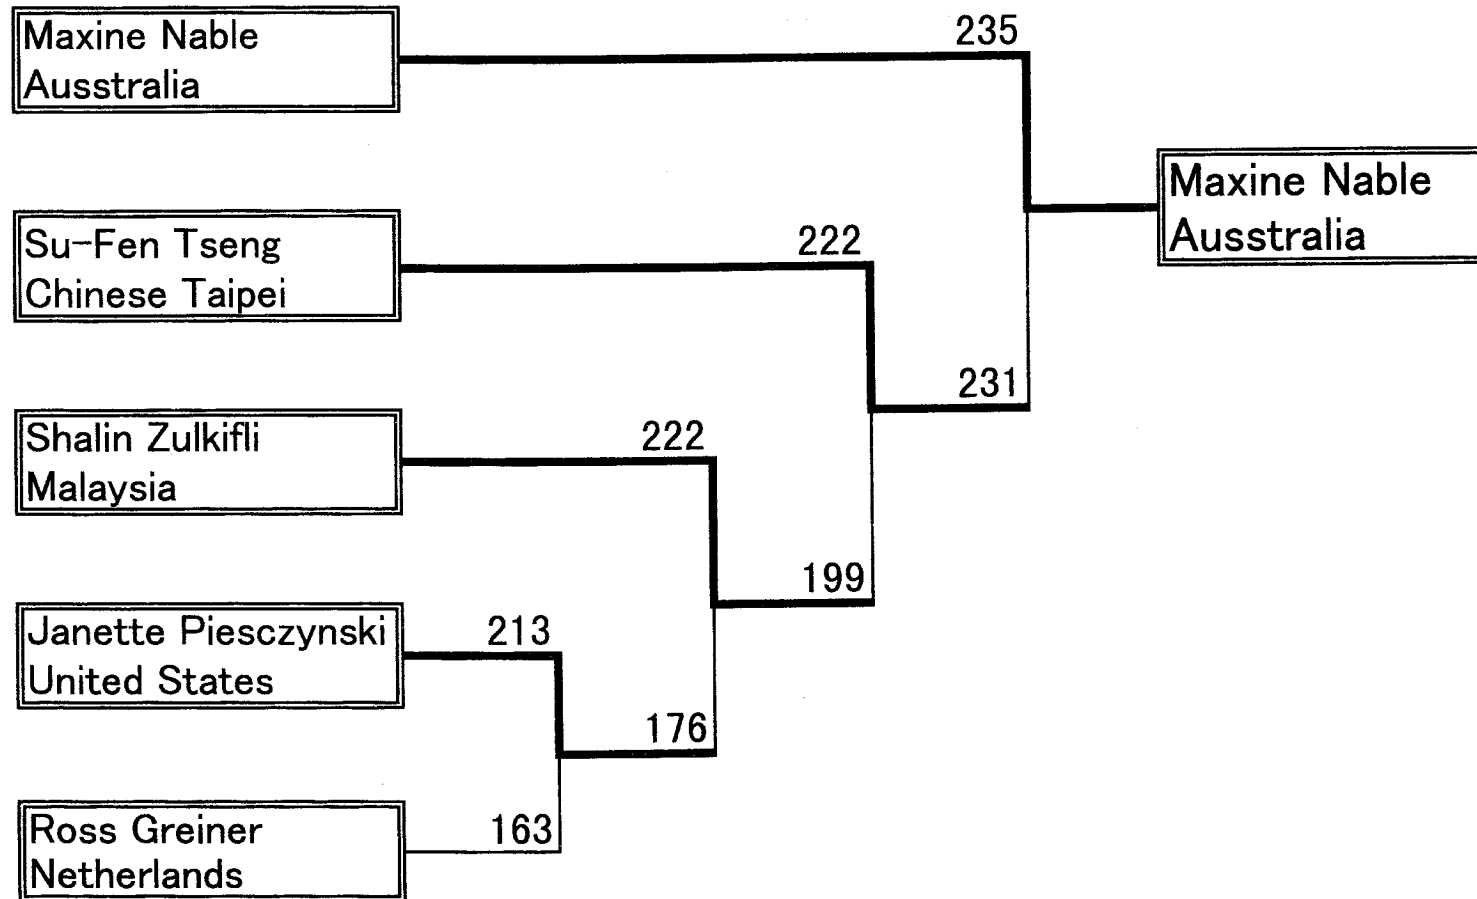 235
Maxine Nable
Ausstralia
Maxine Nable
Ausstralia
Su-Fen Tseng
Chinese Taipei
222
231
Shalin Zulkifli
Malaysia
222
199
Janette Piesczynski
United States
213
176
Ross Greiner
Netherlands
163